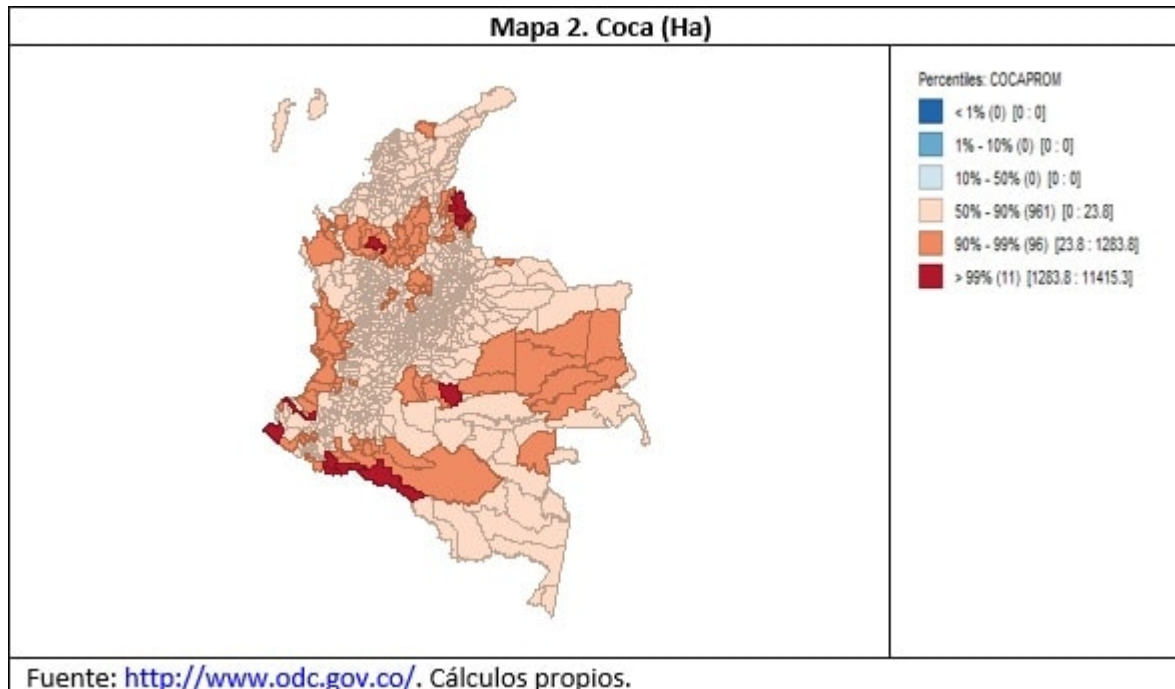 Mapa 2. Coca (Ha)
Percentiles: COCAPROM
< 1% (0) [0 : 0]
1% - 10% (0) [0 : 0]
10% - 50% (0) [0 : 0]
50% - 90% (961) [0 : 23.8]
90% - 99% (96) [23.8 : 1283.8]
> 99% (11) [1283.8 : 11415.3]
Fuente: http://www.odc.gov.co/. Cálculos propios.